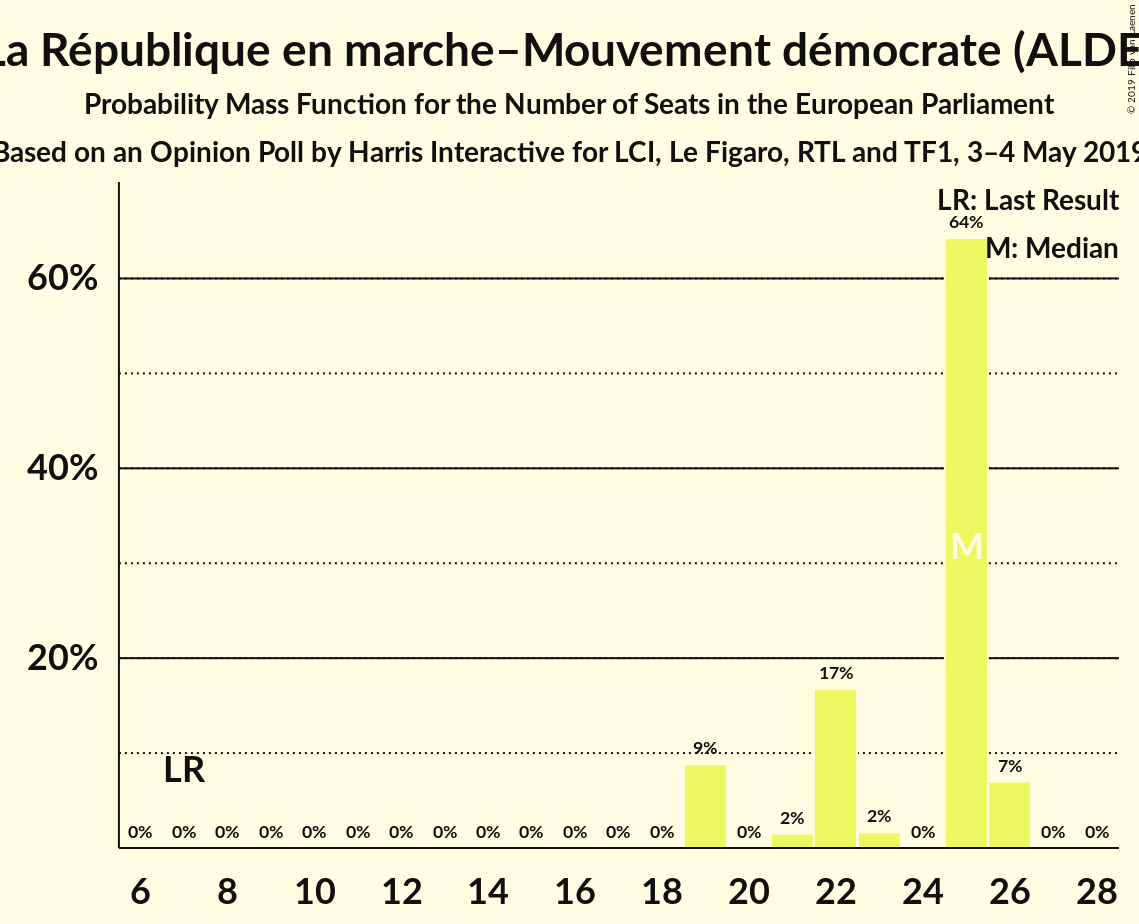 La République en marche–Mouvement démocrate (ALDE
Probability Mass Function for the Number of Seats in the European Parliament
Based on an Opinion Poll by Harris Interactive for LCI, Le Figaro, RTL and TF1, 3–4 May 2019
© 2019
LR: Last Result
64%
M: Median
60%
40%
M
20%
17%
9%
LR
7%
0% 0% 0% 0% 0% 0% 0% 0% 0% 0% 0% 0% 0% 0% 2% 2% 0% 0% 0%
6 8 10 12 14 16 18 20 22 24 26 28